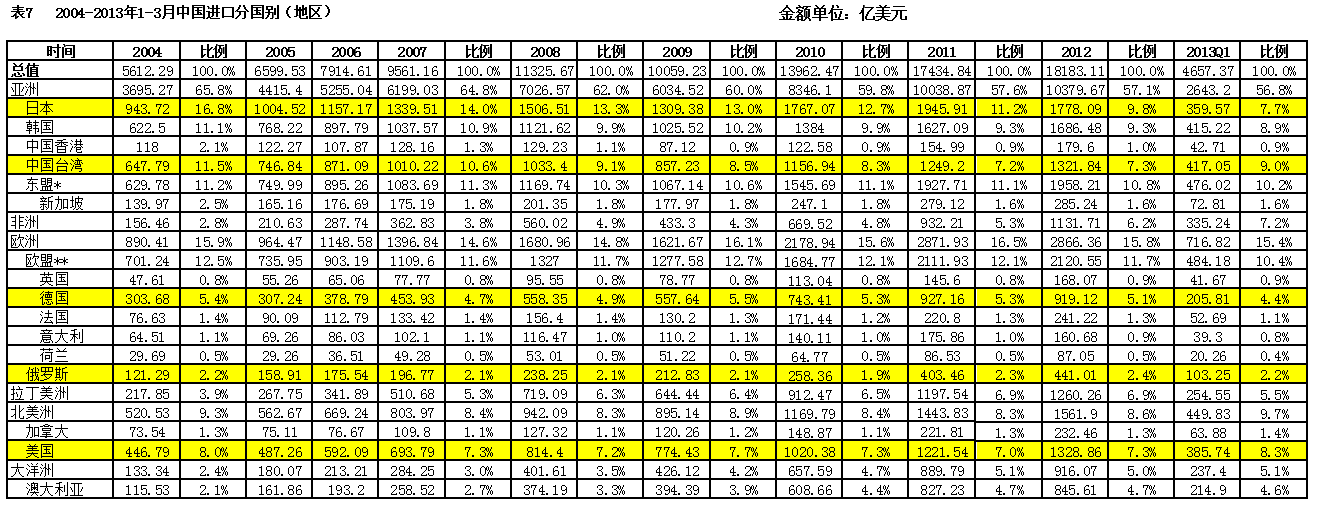 表7 2004-2013年1-3月中国进口分国别（地区） 金额单位：亿美元
时间 2004 比例 2005 2006 2007 比例 2008 比例 2009 比例 2010 比例 2011 比例 2012 比例 2013Q1 比例
总值 5612.29 100.0% 6599.53 7914.61 9561.16 100.0% 11325.67 100.0% 10059.23 100.0% 13962.47 100.0% 17434.84 100.0% 18183.11 100.0% 4657.37 100.0%
亚洲 3695.27 65.8% 4415.4 5255.04 6199.03 64.8% 7026.57 62.0% 6034.52 60.0% 8346.1 59.8% 10038.87 57.6% 10379.67 57.1% 2643.2 56.8%
日本 943.72 16.8% 1004.52 1157.17 1339.51 14.0% 1506.51 13.3% 1309.38 13.0% 1767.07 12.7% 1945.91 11.2% 1778.09 9.8% 359.57 7.7%
韩国 622.5 11.1% 768.22 897.79 1037.57 10.9% 1121.62 9.9% 1025.52 10.2% 1384 9.9% 1627.09 9.3% 1686.48 9.3% 415.22 8.9%
中国香港 118 2.1% 122.27 107.87 128.16 1.3% 129.23 1.1% 87.12 0.9% 122.58 0.9% 154.99 0.9% 179.6 1.0% 42.71 0.9%
中国台湾 647.79 11.5% 746.84 871.09 1010.22 10.6% 1033.4 9.1% 857.23 8.5% 1156.94 8.3% 1249.2 7.2% 1321.84 7.3% 417.05 9.0%
东盟* 629.78 11.2% 749.99 895.26 1083.69 11.3% 1169.74 10.3% 1067.14 10.6% 1545.69 11.1% 1927.71 11.1% 1958.21 10.8% 476.02 10.2%
新加坡 139.97 2.5% 165.16 176.69 175.19 1.8% 201.35 1.8% 177.97 1.8% 247.1 1.8% 279.12 1.6% 285.24 1.6% 72.81 1.6%
非洲 156.46 2.8% 210.63 287.74 362.83 3.8% 560.02 4.9% 433.3 4.3% 669.52 4.8% 932.21 5.3% 1131.71 6.2% 335.24 7.2%
欧洲 890.41 15.9% 964.47 1148.58 1396.84 14.6% 1680.96 14.8% 1621.67 16.1% 2178.94 15.6% 2871.93 16.5% 2866.36 15.8% 716.82 15.4%
欧盟** 701.24 12.5% 735.95 903.19 1109.6 11.6% 1327 11.7% 1277.58 12.7% 1684.77 12.1% 2111.93 12.1% 2120.55 11.7% 484.18 10.4%
英国 47.61 0.8% 55.26 65.06 77.77 0.8% 95.55 0.8% 78.77 0.8% 113.04 0.8% 145.6 0.8% 168.07 0.9% 41.67 0.9%
德国 303.68 5.4% 307.24 378.79 453.93 4.7% 558.35 4.9% 557.64 5.5% 743.41 5.3% 927.16 5.3% 919.12 5.1% 205.81 4.4%
法国 76.63 1.4% 90.09 112.79 133.42 1.4% 156.4 1.4% 130.2 1.3% 171.44 1.2% 220.8 1.3% 241.22 1.3% 52.69 1.1%
意大利 64.51 1.1% 69.26 86.03 102.1 1.1% 116.47 1.0% 110.2 1.1% 140.11 1.0% 175.86 1.0% 160.68 0.9% 39.3 0.8%
荷兰 29.69 0.5% 29.26 36.51 49.28 0.5% 53.01 0.5% 51.22 0.5% 64.77 0.5% 86.53 0.5% 87.05 0.5% 20.26 0.4%
俄罗斯 121.29 2.2% 158.91 175.54 196.77 2.1% 238.25 2.1% 212.83 2.1% 258.36 1.9% 403.46 2.3% 441.01 2.4% 103.25 2.2%
拉丁美洲 217.85 3.9% 267.75 341.89 510.68 5.3% 719.09 6.3% 644.44 6.4% 912.47 6.5% 1197.54 6.9% 1260.26 6.9% 254.55 5.5%
北美洲 520.53 9.3% 562.67 669.24 803.97 8.4% 942.09 8.3% 895.14 8.9% 1169.79 8.4% 1443.83 8.3% 1561.9 8.6% 449.83 9.7%
加拿大 73.54 1.3% 75.11 76.67 109.8 1.1% 127.32 1.1% 120.26 1.2% 148.87 1.1% 221.81 1.3% 232.46 1.3% 63.88 1.4%
美国 446.79 8.0% 487.26 592.09 693.79 7.3% 814.4 7.2% 774.43 7.7% 1020.38 7.3% 1221.54 7.0% 1328.86 7.3% 385.74 8.3%
大洋洲 133.34 2.4% 180.07 213.21 284.25 3.0% 401.61 3.5% 426.12 4.2% 657.59 4.7% 889.79 5.1% 916.07 5.0% 237.4 5.1%
澳大利亚 115.53 2.1% 161.86 193.2 258.52 2.7% 374.19 3.3% 394.39 3.9% 608.66 4.4% 827.23 4.7% 845.61 4.7% 214.9 4.6%